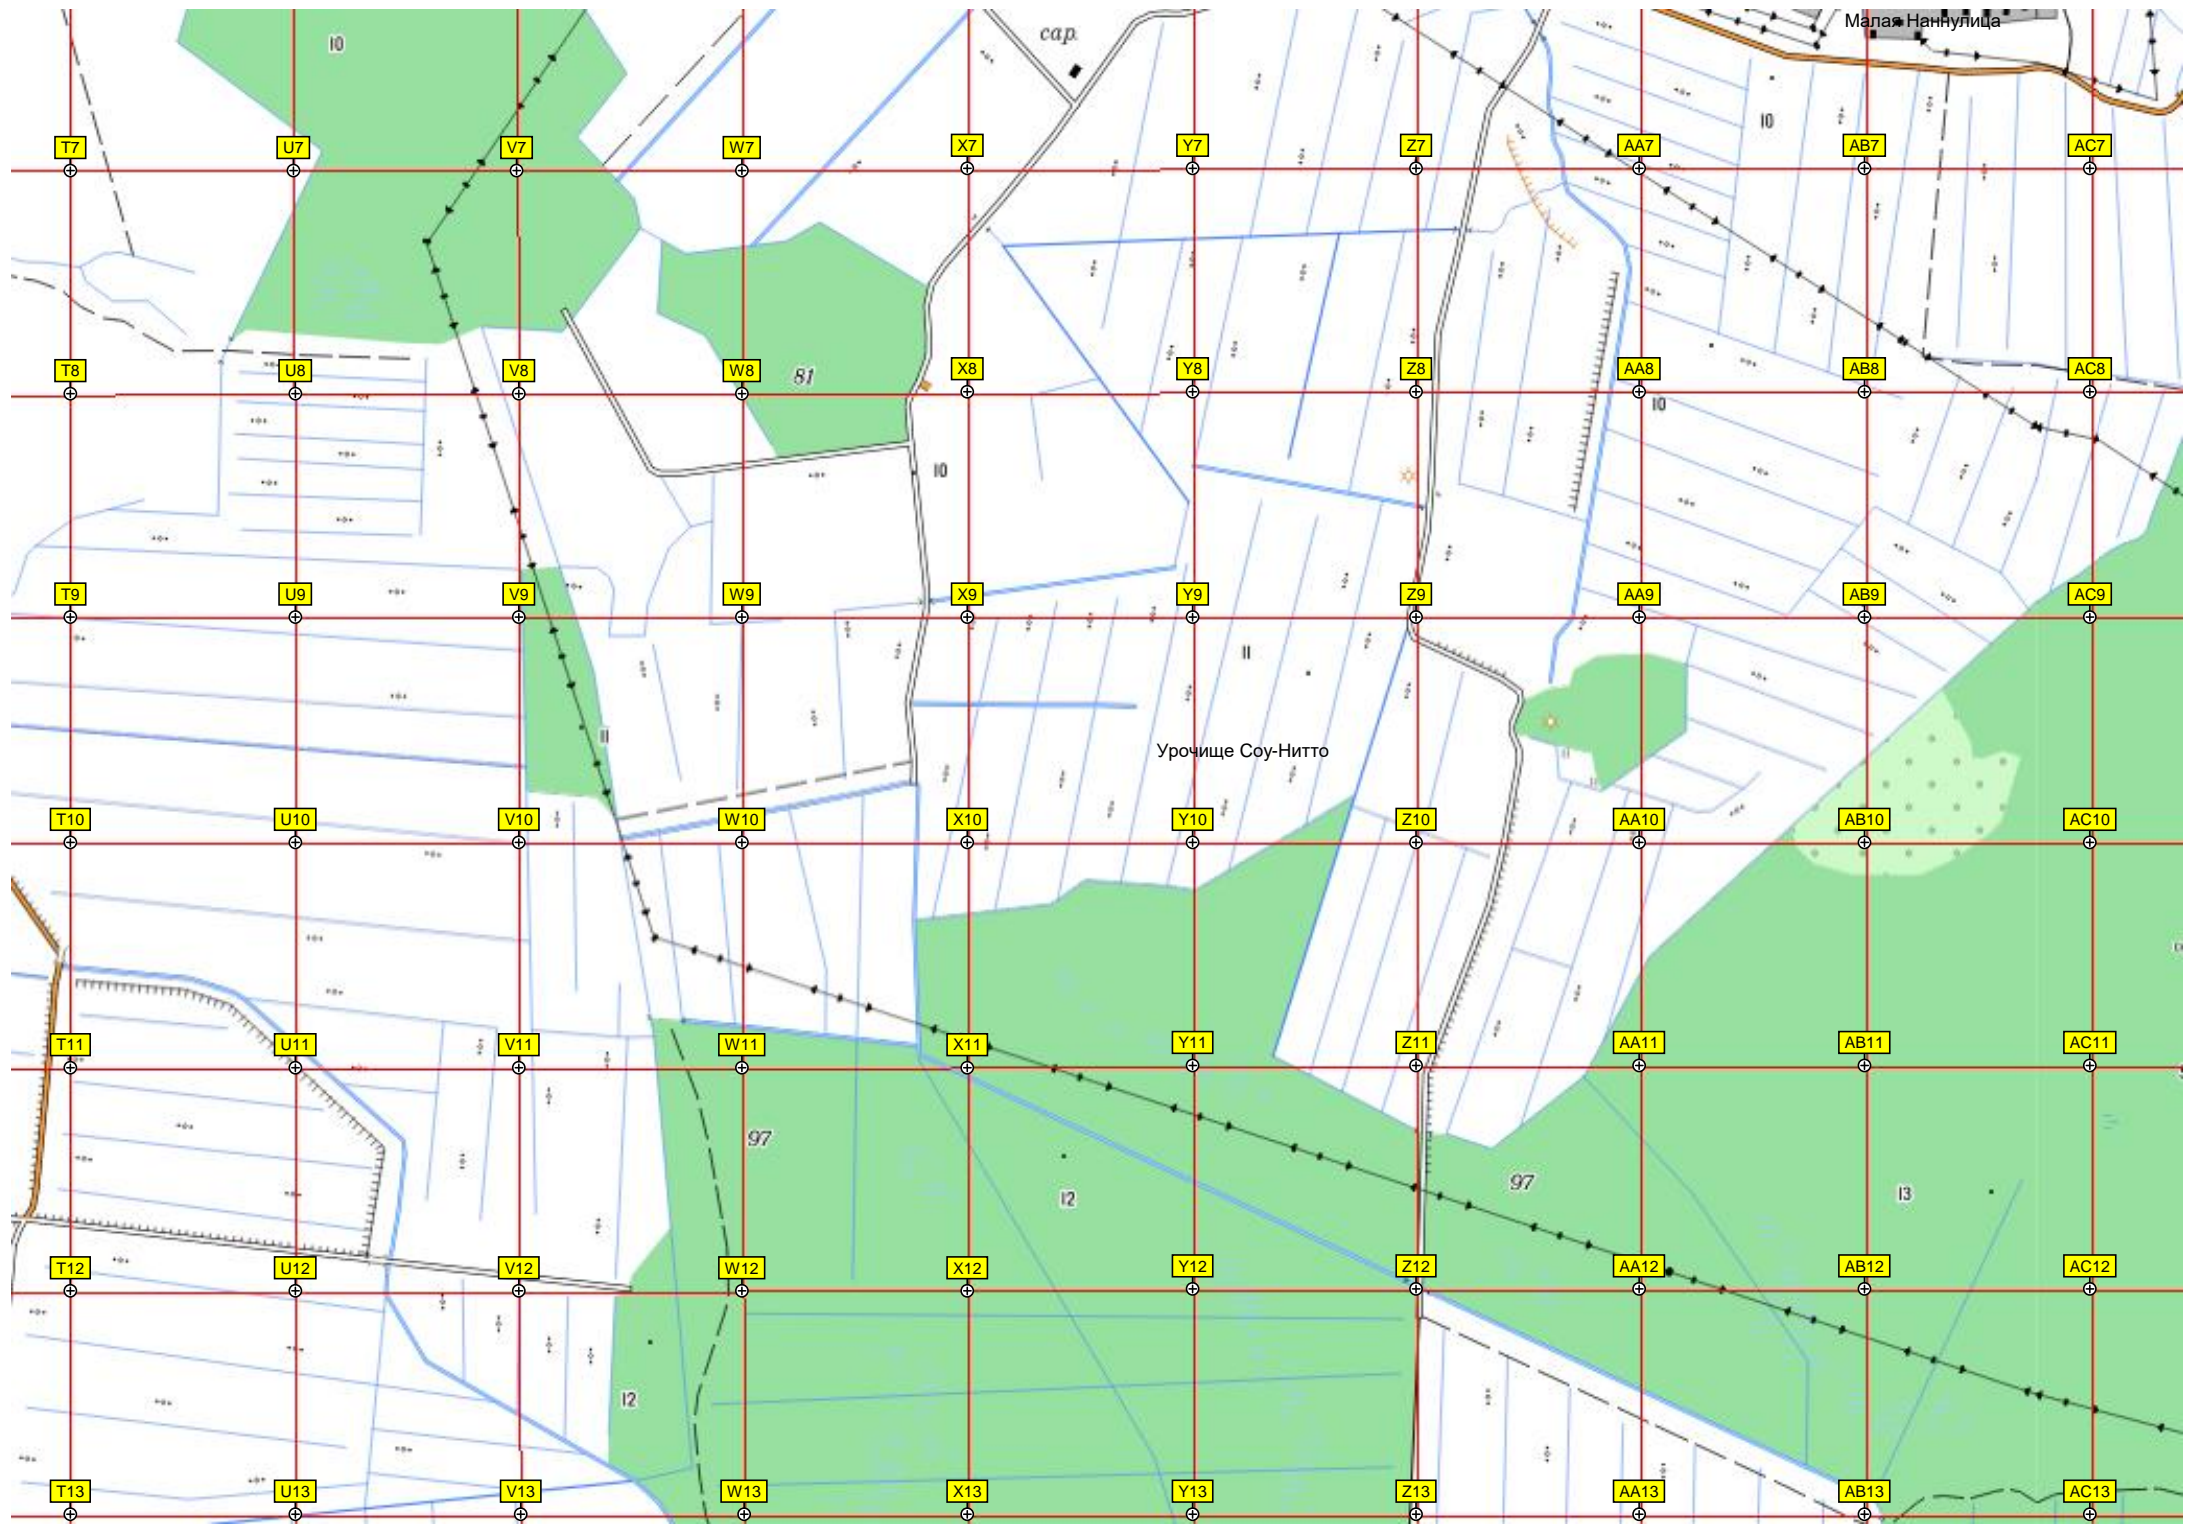 Малая Наннулица
10
сар.
10
T7 U7 V7 W7 X7 Y7 Z7 AA7 AB7 AC7
T8 U8 V8 W8 X8 Y8 Z8 AA8 AB8 AC8
81
10
10
T9 U9 V9 W9 X9 Y9 Z9 AA9 AB9 AC9
11
11
Урочище Соу-Нитто
T10 U10 V10 W10 X10 Y10 Z10 AA10 AB10 AC10
T11 U11 V11 W11 X11 Y11 Z11 AA11 AB11 AC11
97
97
12
13
T12 U12 V12 W12 X12 Y12 Z12 AA12 AB12 AC12
12
T13 U13 V13 W13 X13 Y13 Z13 AA13 AB13 AC13